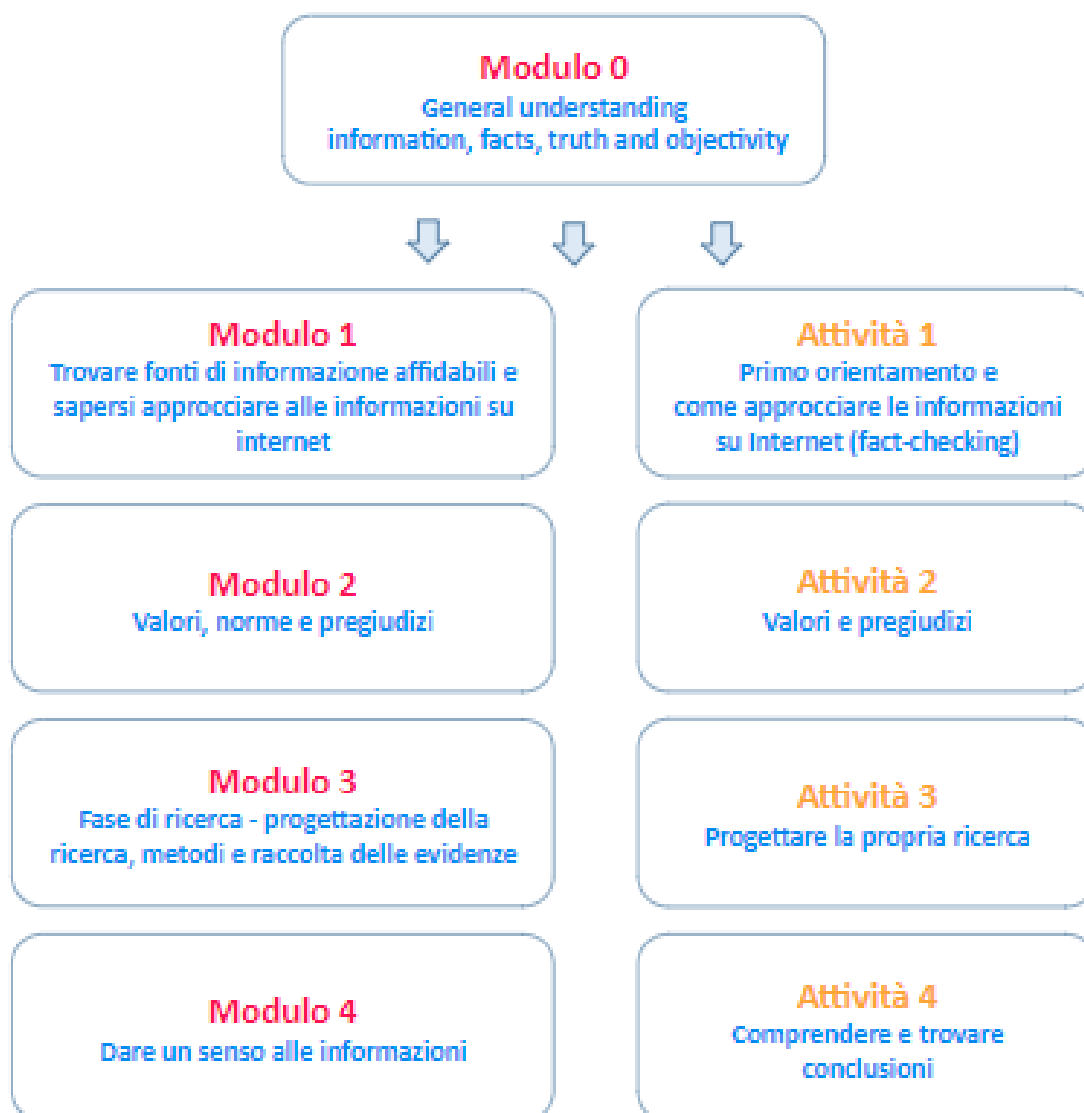 Modulo 0
General understanding
information, facts, truth and objectivity
Modulo 1
Trovare fonti di informazione affidabili e
sapersi approcciare alle informazioni su
internet
Attività 1
Primo orientamento e
come approcciare le informazioni
su Internet (fact-checking)
Modulo 2
Valori, norme e pregiudizi
Attività 2
Valori e pregiudizi
Modulo 3
Fase di ricerca - progettazione della
ricerca, metodi e raccolta delle evidenze
Attività 3
Progettare la propria ricerca
Modulo 4
Dare un senso alle informazioni
Attività 4
Comprendere e trovare
conclusioni